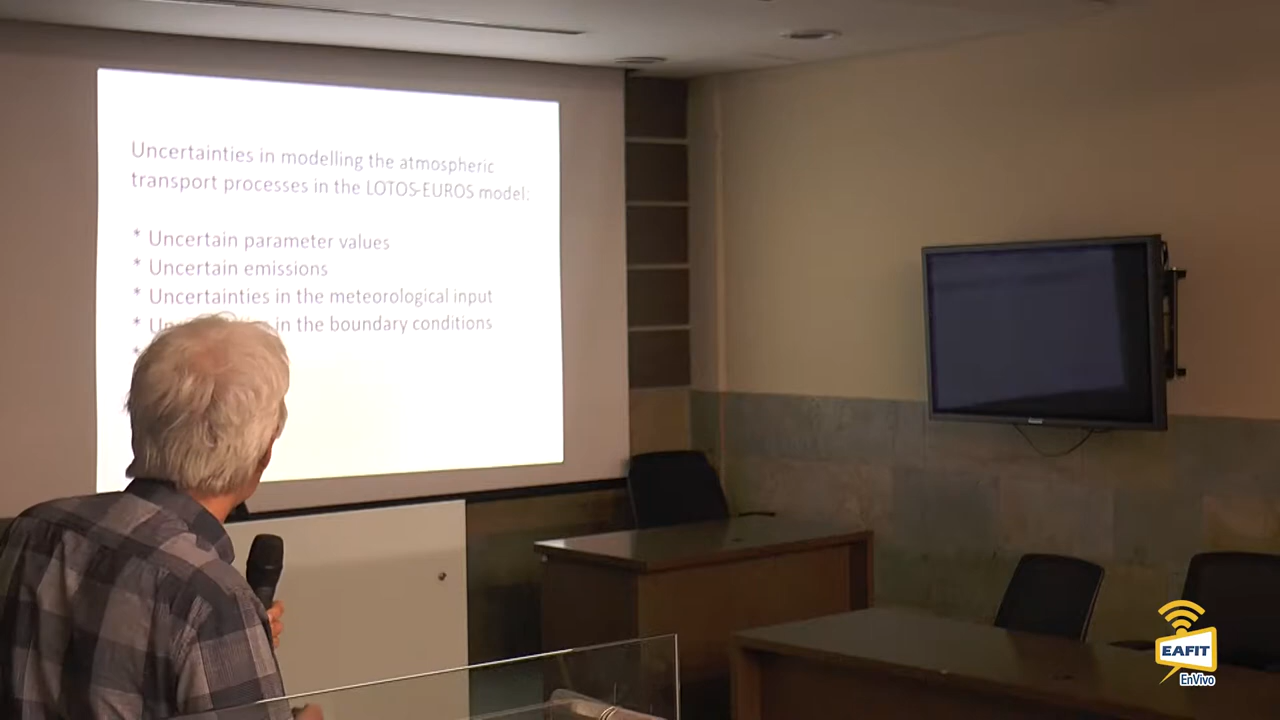 Uncertainties in modelling the atmospheric
transport processes in the LOTOS-EUROS model:
* Uncertain parameter values
* Uncertain emissions
* Uncertainties in the meteorological input
* in the boundary conditions
*
EAFIT
EnVivo